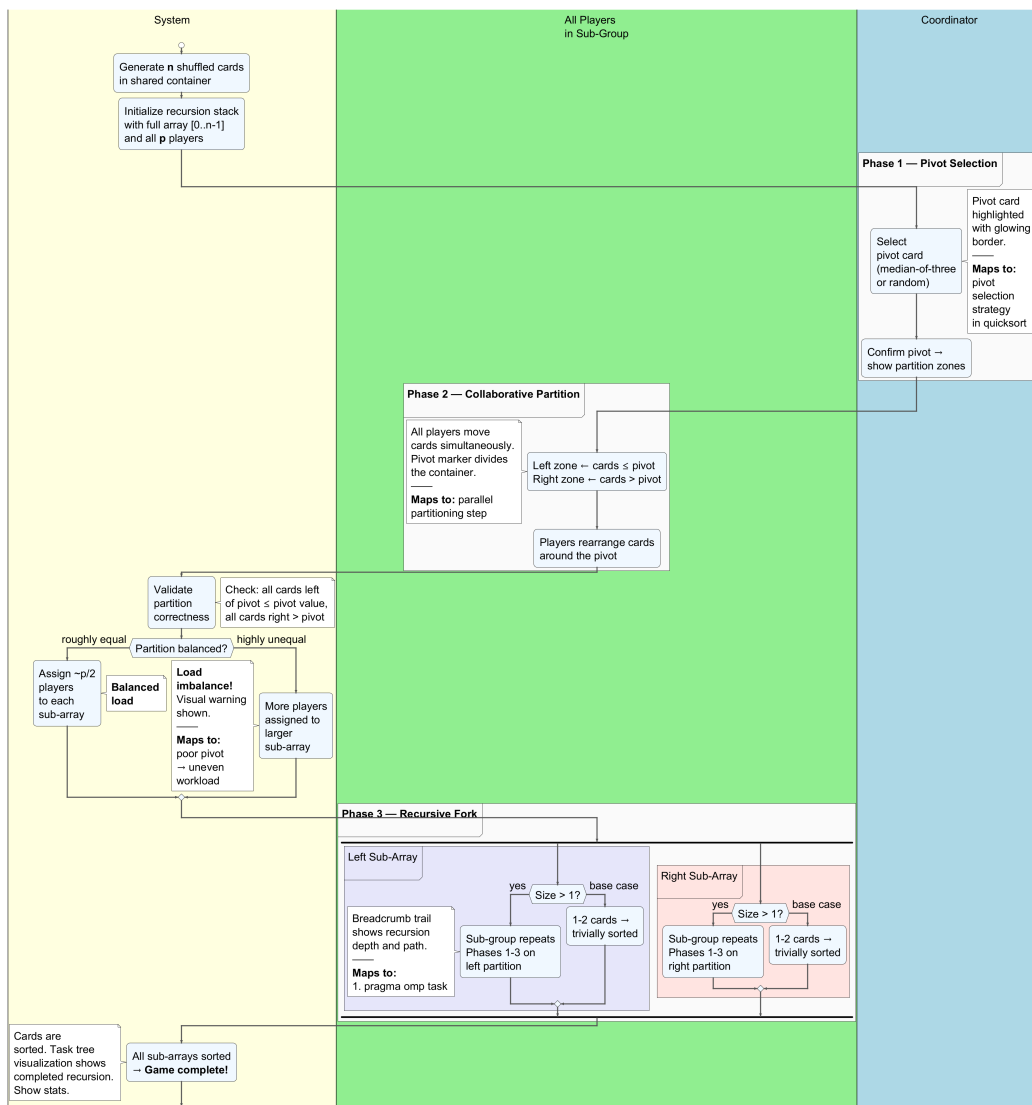 System
All Players
in Sub-Group
Coordinator
Generate n shuffled cards
in shared container
Initialize recursion stack
with full array [0..n-1]
and all p players
Phase 1 — Pivot Selection
Pivot card
highlighted
with glowing
border.
Maps to:
pivot
selection
strategy
in quicksort
Select
pivot card
(median-of-three
or random)
Confirm pivot →
show partition zones
Phase 2 — Collaborative Partition
All players move
cards simultaneously.
Pivot marker divides
the container.
Maps to: parallel
partitioning step
Left zone ← cards ≤ pivot
Right zone ← cards > pivot
Players rearrange cards
around the pivot
Validate
partition
correctness
Check: all cards left
of pivot ≤ pivot value,
all cards right > pivot
roughly equal
Partition balanced?
highly unequal
Assign ~p/2
players
to each
sub-array
Balanced
load
Load
imbalance!
Visual warning
shown.
Maps to:
poor pivot
→ uneven
workload
More players
assigned to
larger
sub-array
Phase 3 — Recursive Fork
Left Sub-Array
yes
Size > 1?
base case
Breadcrumb trail
shows recursion
depth and path.
Maps to:
1. pragma omp task
Sub-group repeats
Phases 1-3 on
left partition
1-2 cards →
trivially sorted
Right Sub-Array
yes
Size > 1?
base case
Sub-group repeats
Phases 1-3 on
right partition
1-2 cards →
trivially sorted
Cards are
sorted. Task tree
visualization shows
completed recursion.
Show stats.
All sub-arrays sorted
→ Game complete!